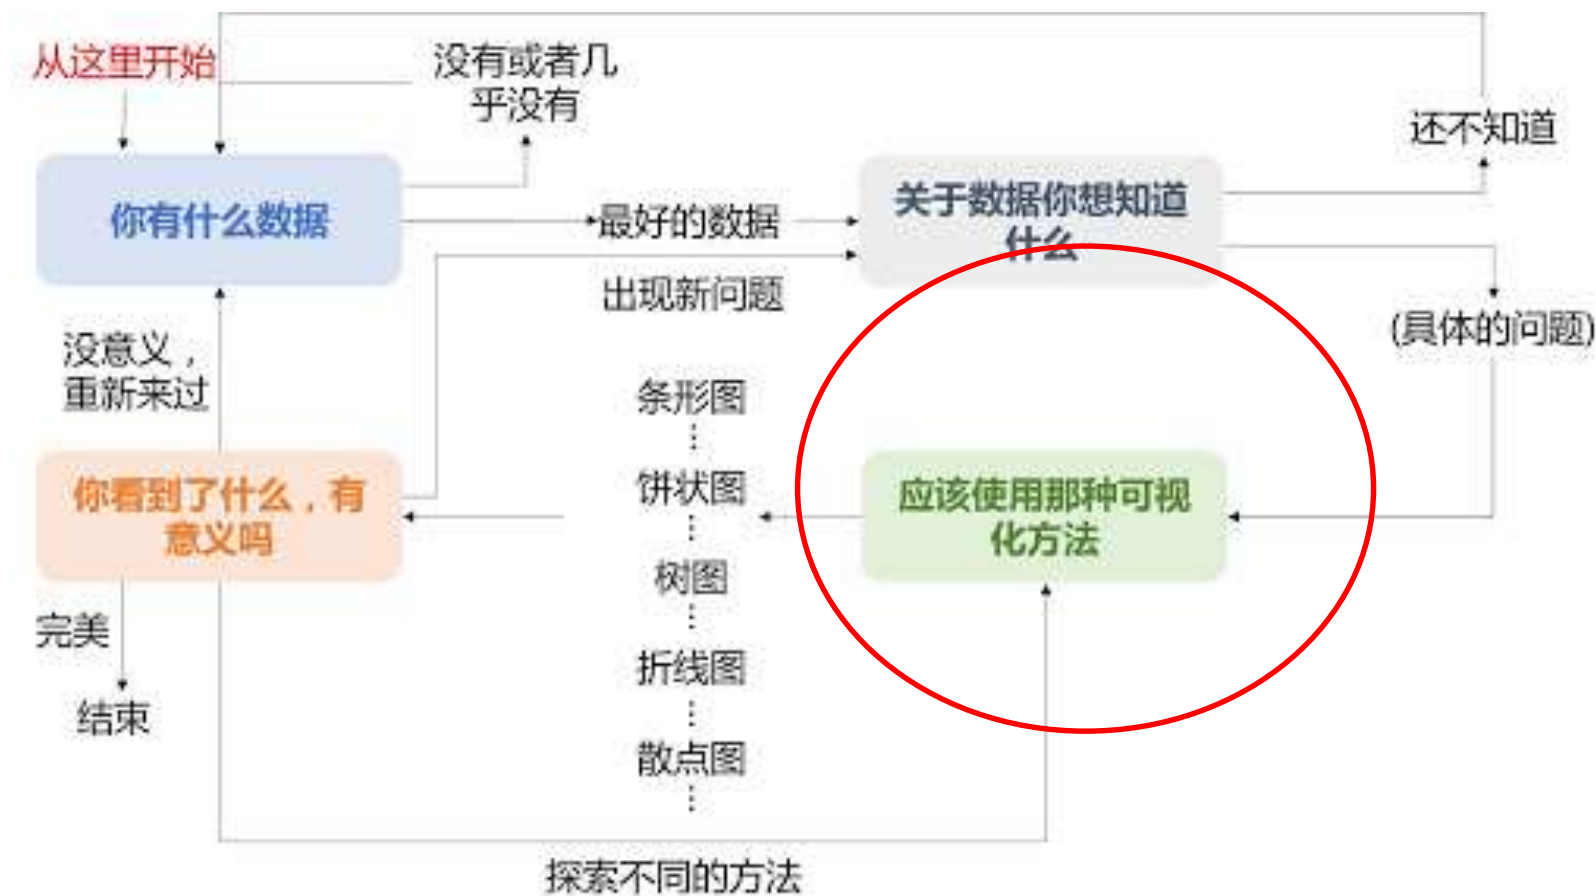 从这里开始
没有或者几
乎没有
还不知道
你有什么数据
最好的数据
关于数据你想知道
什么
出现新问题
(具体的问题)
没意义，
重新来过
条形图
饼状图
树图
折线图
散点图
你看到了什么，有
意义吗
应该使用那种可视
化方法
完美
结束
探索不同的方法